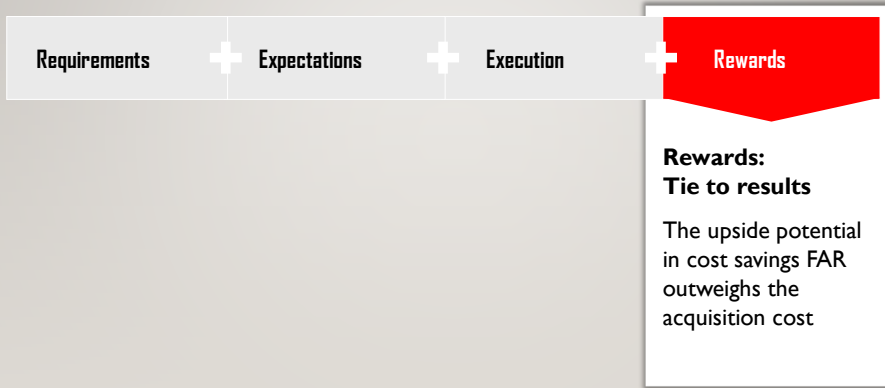 Requirements
Expectations
Execution
Rewards
Rewards:
Tie to results
The upside potential
in cost savings FAR
outweighs the
acquisition cost